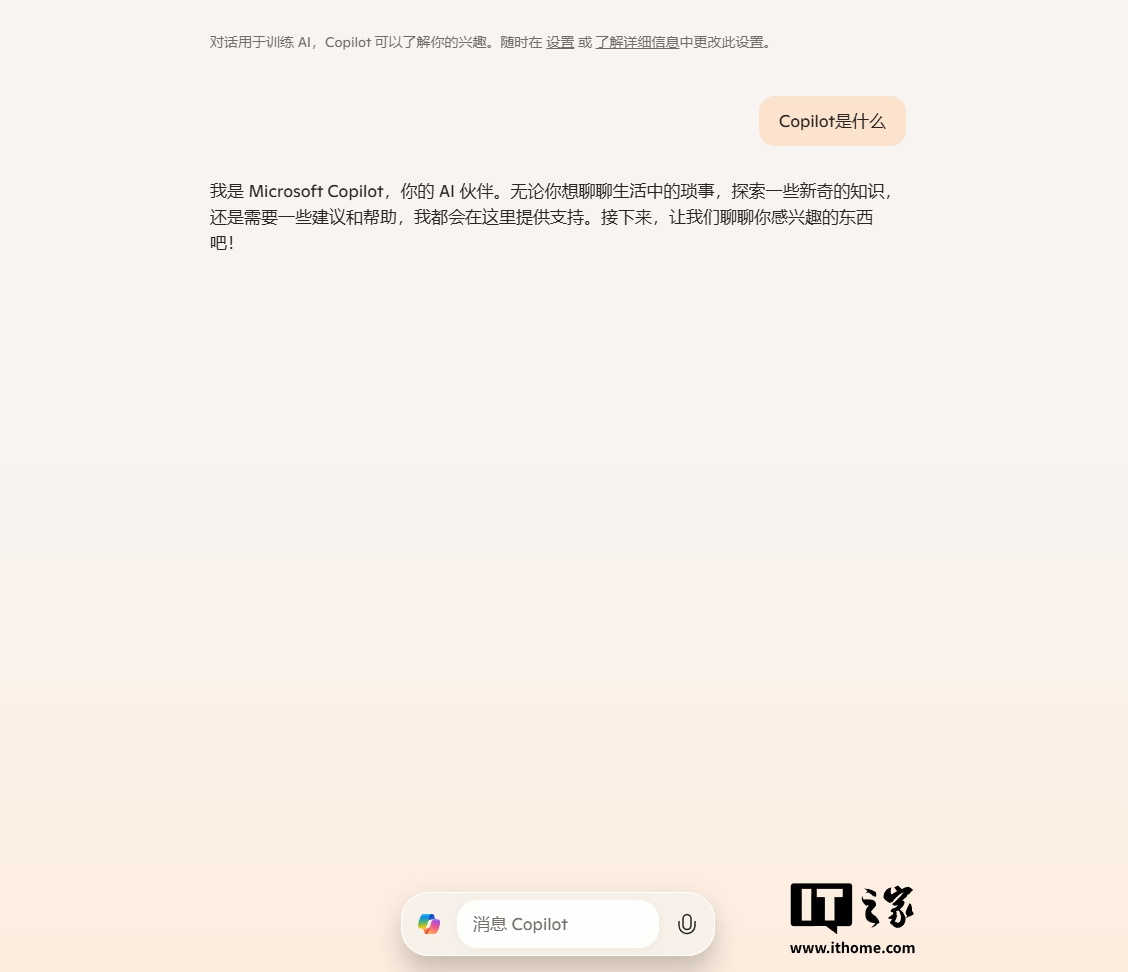 对话用于训练 AI，Copilot 可以了解你的兴趣。随时在 设置 或 了解详细信息中更改此设置。
Copilot是什么
我是 Microsoft Copilot，你的 AI 伙伴。无论你想聊聊生活中的琐事，探索一些新奇的知识，
还是需要一些建议和帮助，我都会在这里提供支持。接下来，让我们聊聊你感兴趣的东西
吧！
消息 Copilot
IT之家
www.ithome.com